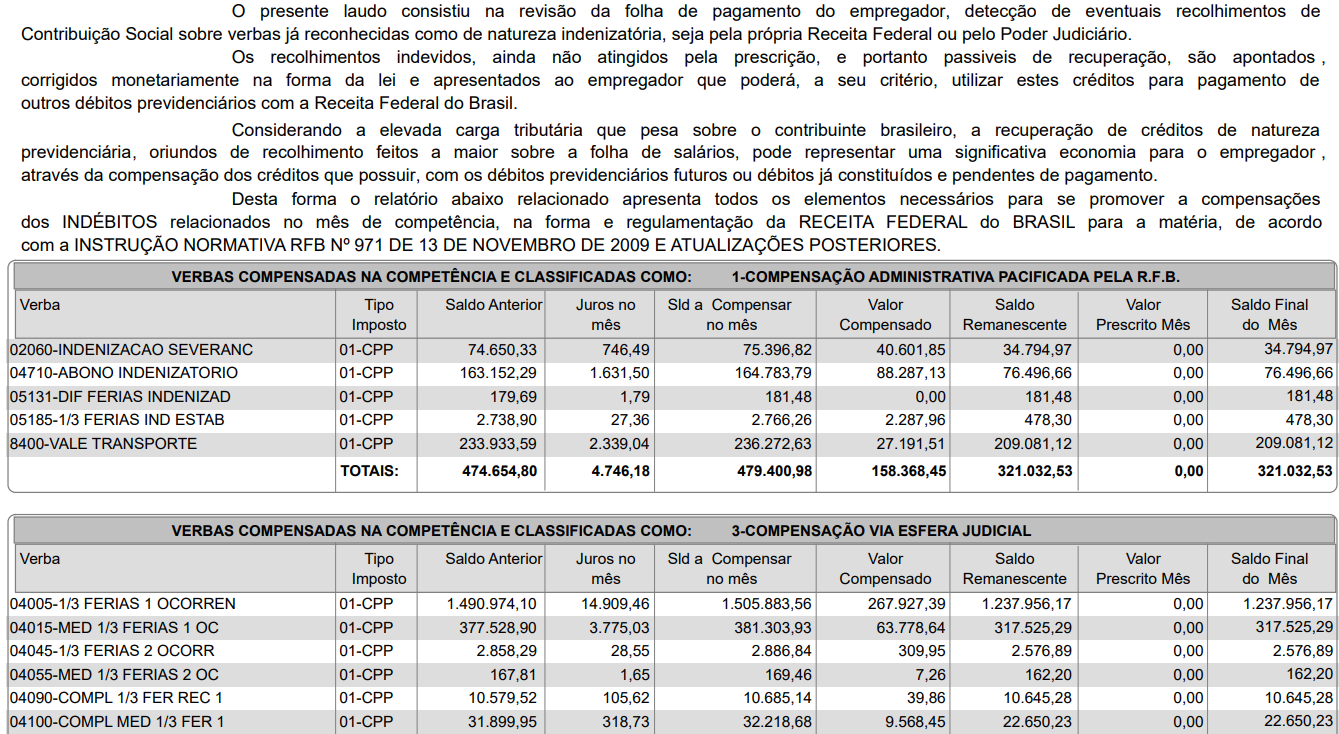 O presente laudo consistiu na revisão da folha de pagamento do empregador, detecção de eventuais recolhimentos de
Contribuição Social sobre verbas já reconhecidas como de natureza indenizatória, seja pela própria Receita Federal ou pelo Poder Judiciário.
Os recolhimentos indevidos, ainda não atingidos pela prescrição, e portanto passiveis de recuperação, são apontados ,
corrigidos monetariamente na forma da lei e apresentados ao empregador que poderá, a seu critério, utilizar estes créditos para pagamento de
outros débitos previdenciários com a Receita Federal do Brasil.
Considerando a elevada carga tributária que pesa sobre o contribuinte brasileiro, a recuperação de créditos de natureza
previdenciária, oriundos de recolhimento feitos a maior sobre a folha de salários, pode representar uma significativa economia para o empregador ,
através da compensação dos créditos que possuir, com os débitos previdenciários futuros ou débitos já constituídos e pendentes de pagamento.
Desta forma o relatório abaixo relacionado apresenta todos os elementos necessários para se promover a compensações
dos INDÉBITOS relacionados no mês de competência, na forma e regulamentação da RECEITA FEDERAL do BRASIL para a matéria, de acordo
com a INSTRUÇÃO NORMATIVA RFB Nº 971 DE 13 DE NOVEMBRO DE 2009 E ATUALIZAÇÕES POSTERIORES.
VERBAS COMPENSADAS NA COMPETÊNCIA E CLASSIFICADAS COMO: 1-COMPENSAÇÃO ADMINISTRATIVA PACIFICADA PELA R.F.B.
Verba Tipo Saldo Anterior Juros no Sld a Compensar Valor Saldo Valor Saldo Final
Imposto mês no mês Compensado Remanescente Prescrito Mês do Mês
02060-INDENIZACAO SEVERANC 01-CPP 74.650,33 746,49 75.396,82 40.601,85 34.794,97 0,00 34.794,97
04710-ABONO INDENIZATORIO 01-CPP 163.152,29 1.631,50 164.783,79 88.287,13 76.496,66 0,00 76.496,66
05131-DIF FERIAS INDENIZAD 01-CPP 179,69 1,79 181,48 0,00 181,48 0,00 181,48
05185-1/3 FERIAS IND ESTAB 01-CPP 2.738,90 27,36 2.766,26 2.287,96 478,30 0,00 478,30
8400-VALE TRANSPORTE 01-CPP 233.933,59 2.339,04 236.272,63 27.191,51 209.081,12 0,00 209.081,12
TOTAIS: 474.654,80 4.746,18 479.400,98 158.368,45 321.032,53 0,00 321.032,53
VERBAS COMPENSADAS NA COMPETÊNCIA E CLASSIFICADAS COMO: 3-COMPENSAÇÃO VIA ESFERA JUDICIAL
Verba Tipo Saldo Anterior Juros no Sld a Compensar Valor Saldo Valor Saldo Final
Imposto mês no mês Compensado Remanescente Prescrito Mês do Mês
04005-1/3 FERIAS 1 OCORREN 01-CPP 1.490.974,10 14.909,46 1.505.883,56 267.927,39 1.237.956,17 0,00 1.237.956,17
04015-MED 1/3 FERIAS 1 OC 01-CPP 377.528,90 3.775,03 381.303,93 63.778,64 317.525,29 0,00 317.525,29
04045-1/3 FERIAS 2 OCORR 01-CPP 2.858,29 28,55 2.886,84 309,95 2.576,89 0,00 2.576,89
04055-MED 1/3 FERIAS 2 OC 01-CPP 167,81 1,65 169,46 7,26 162,20 0,00 162,20
04090-COMPL 1/3 FER REC 1 01-CPP 10.579,52 105,62 10.685,14 39,86 10.645,28 0,00 10.645,28
04100-COMPL MED 1/3 FER 1 01-CPP 31.899,95 318,73 32.218,68 9.568,45 22.650,23 0,00 22.650,23